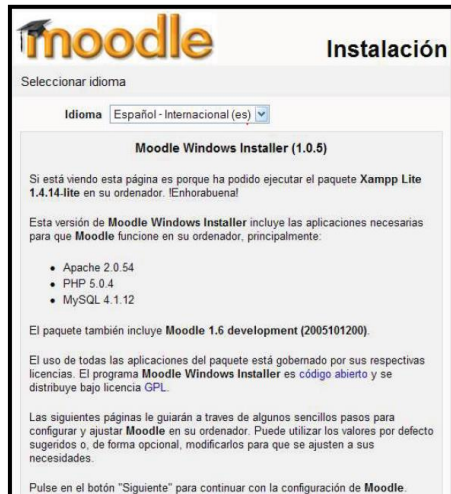 moodle
Instalación
Seleccionar idioma
Idioma Español - Internacional (es)
Moodle Windows Installer (1.0.5)
Si está viendo esta página es porque ha podido ejecutar el paquete Xampp Lite
1.4.14-lite en su ordenador. !Enhorabuena!
Esta versión de Moodle Windows Installer incluye las aplicaciones necesarias
para que Moodle funcione en su ordenador, principalmente:
• Apache 2.0.54
• PHP 5.0.4
• MySQL 4.1.12
El paquete también incluye Moodle 1.6 development (2005101200).
El uso de todas las aplicaciones del paquete está gobernado por sus respectivas
licencias. El programa Moodle Windows Installer es código abierto y se
distribuye bajo licencia GPL.
Las siguientes páginas le guiarán a traves de algunos sencillos pasos para
configurar y ajustar Moodle en su ordenador. Puede utilizar los valores por defecto
sugeridos o, de forma opcional, modificarlos para que se ajusten a sus
necesidades.
Pulse en el botón "Siguiente" para continuar con la configuración de Moodle.